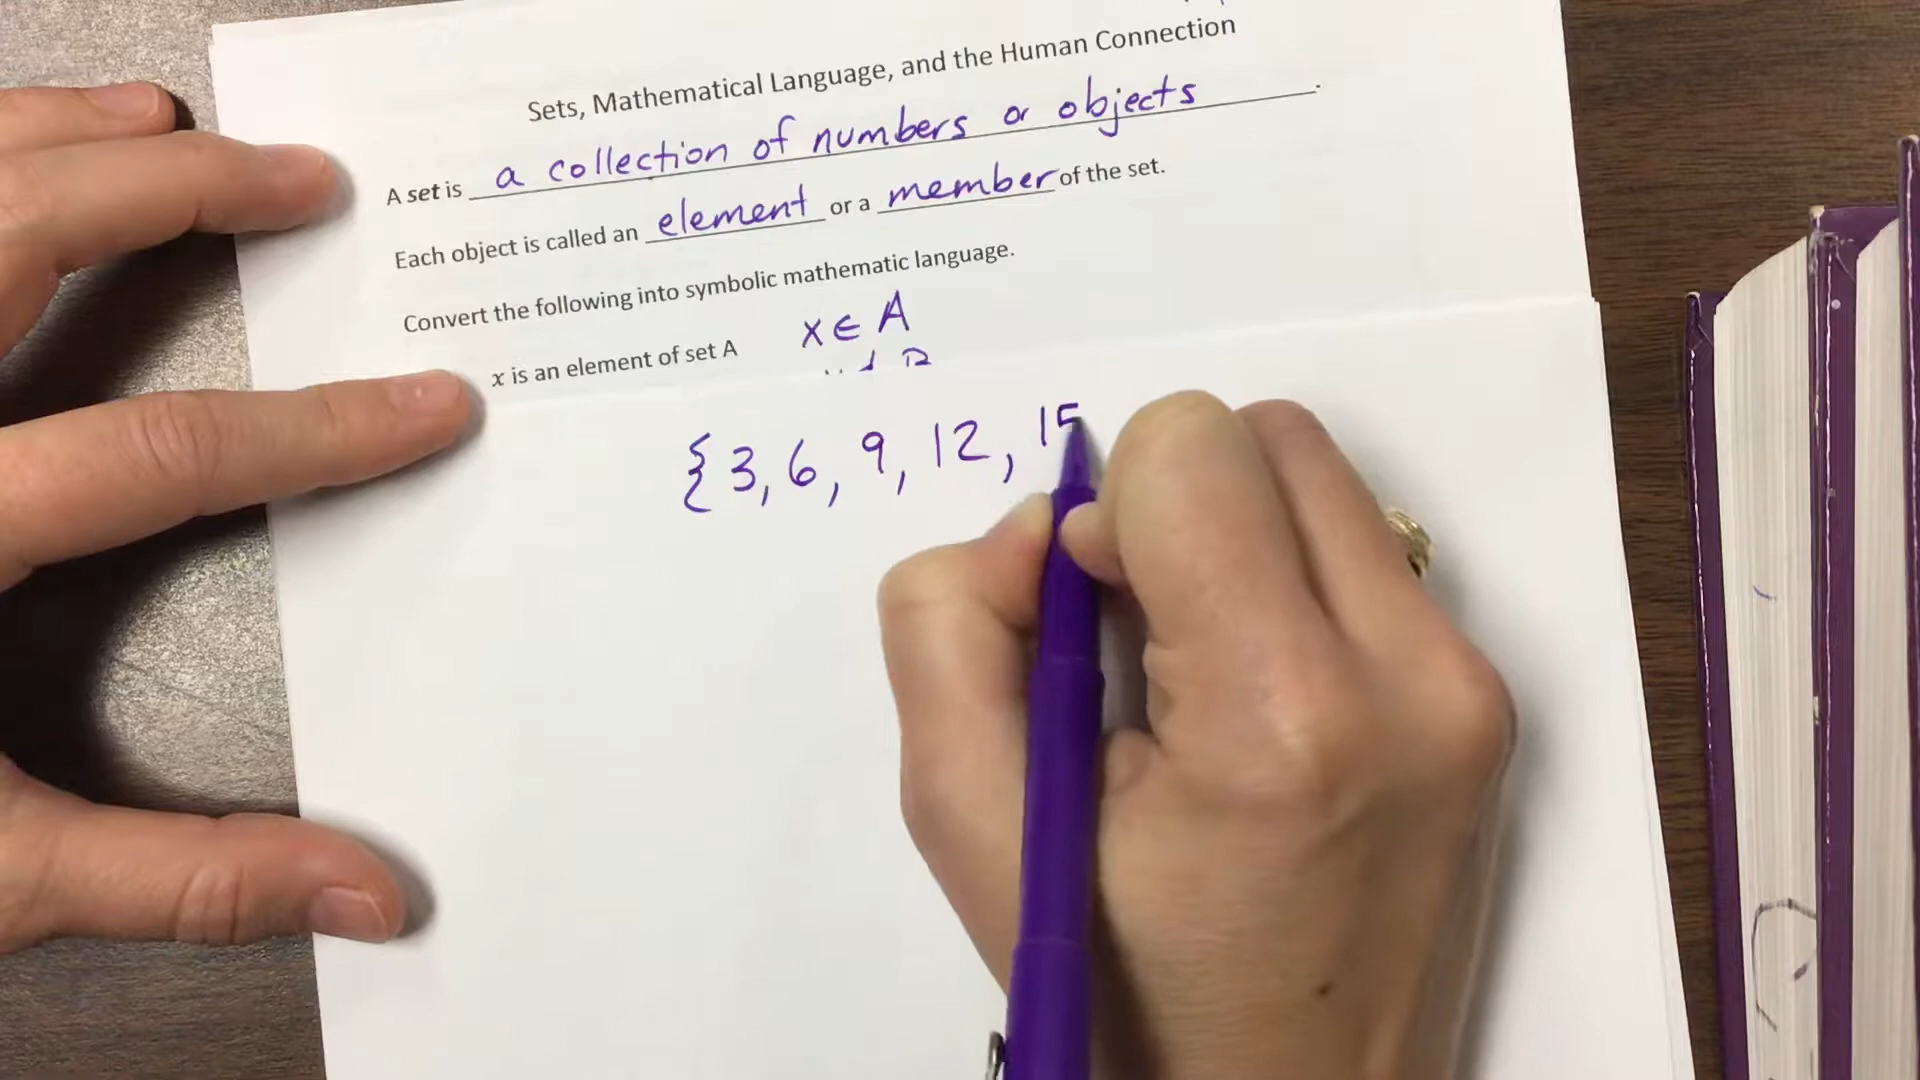 Sets, Mathematical Language, and the Human Connection
A set is a collection of numbers or objects.
Each object is called an element or a member of the set.
Convert the following into symbolic mathematic language.
x is an element of set A x ∈ A
{3, 6, 9, 12, 15